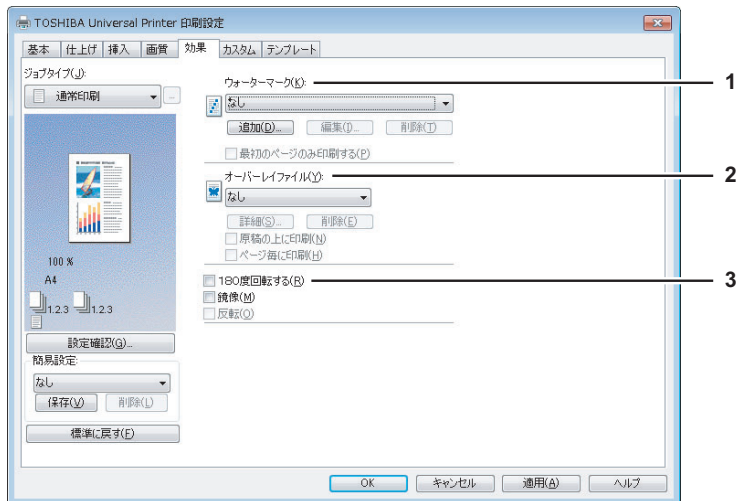 TOSHIBA Universal Printer 印刷設定
基本 仕上げ 挿入 画質 効果 カスタム テンプレート
ジョブタイプ(J):
通常印刷
...
100 %
A4
1.2.3 1.2.3
設定確認(G)...
簡易設定:
なし
保存(V) 削除(L)
標準に戻す(F)
ウォーターマーク(K):
1
なし
追加(D)... 編集(I)... 削除(T)
最初のページのみ印刷する(P)
オーバーレイファイル(Y):
2
なし
詳細(S)... 削除(E)
原稿の上に印刷(N)
ページ毎に印刷(H)
180度回転する(R)
3
鏡像(M)
反転(O)
OK キャンセル 適用(A) ヘルプ